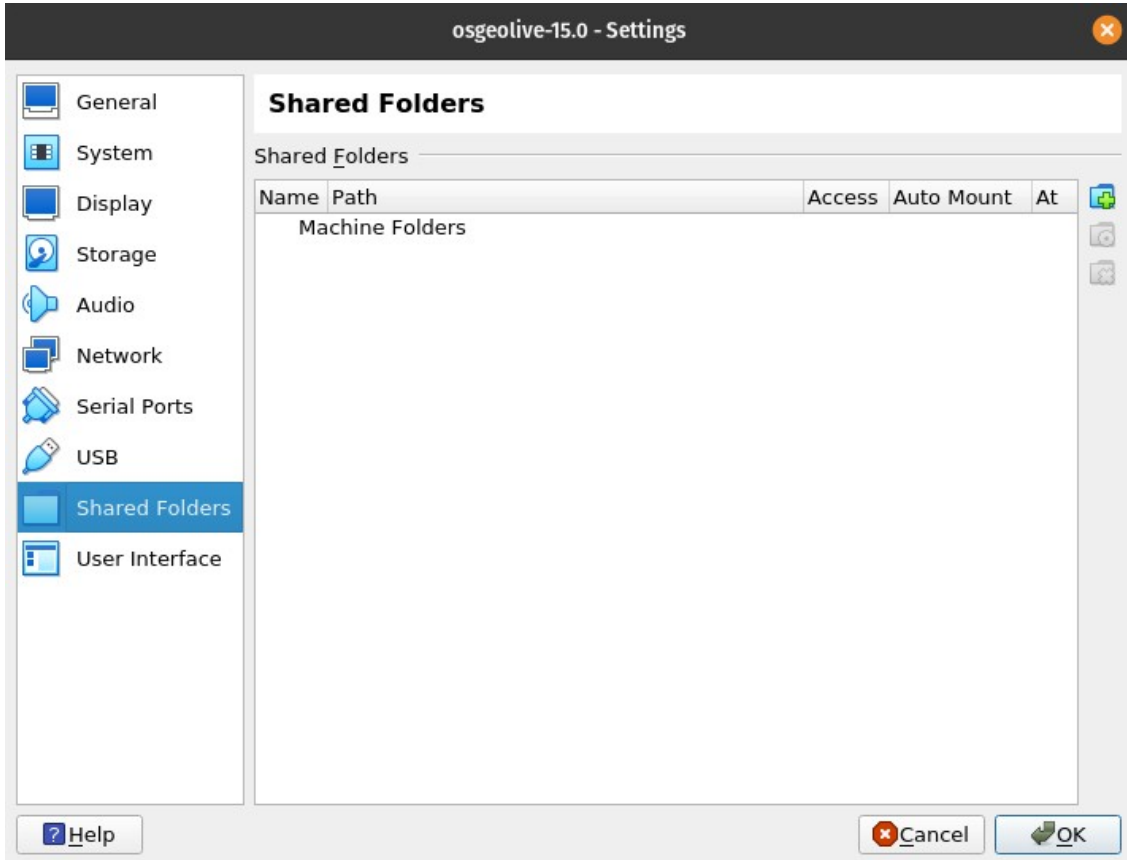 osgeolive-15.0 - Settings
General
System
Display
Storage
Audio
Network
Serial Ports
USB
Shared Folders
User Interface
Shared Folders
Shared Folders
Name Path Access Auto Mount At
Machine Folders
Help
Cancel
OK